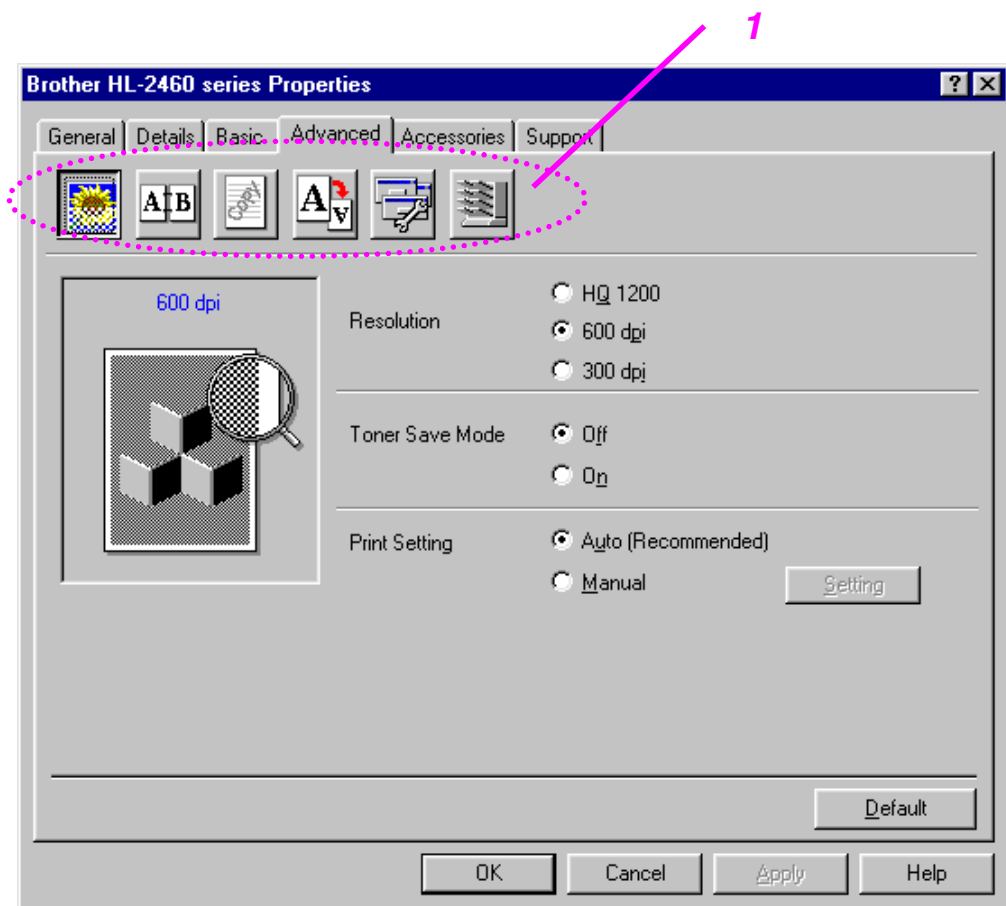 1
Brother HL-2460 series Properties
General Details Basic Advanced Accessories Support
A B COPY A A
600 dpi
Resolution
HQ 1200
600 dpi
300 dpi
Toner Save Mode
Off
On
Print Setting
Auto (Recommended)
Manual
Setting
Default
OK Cancel Apply Help